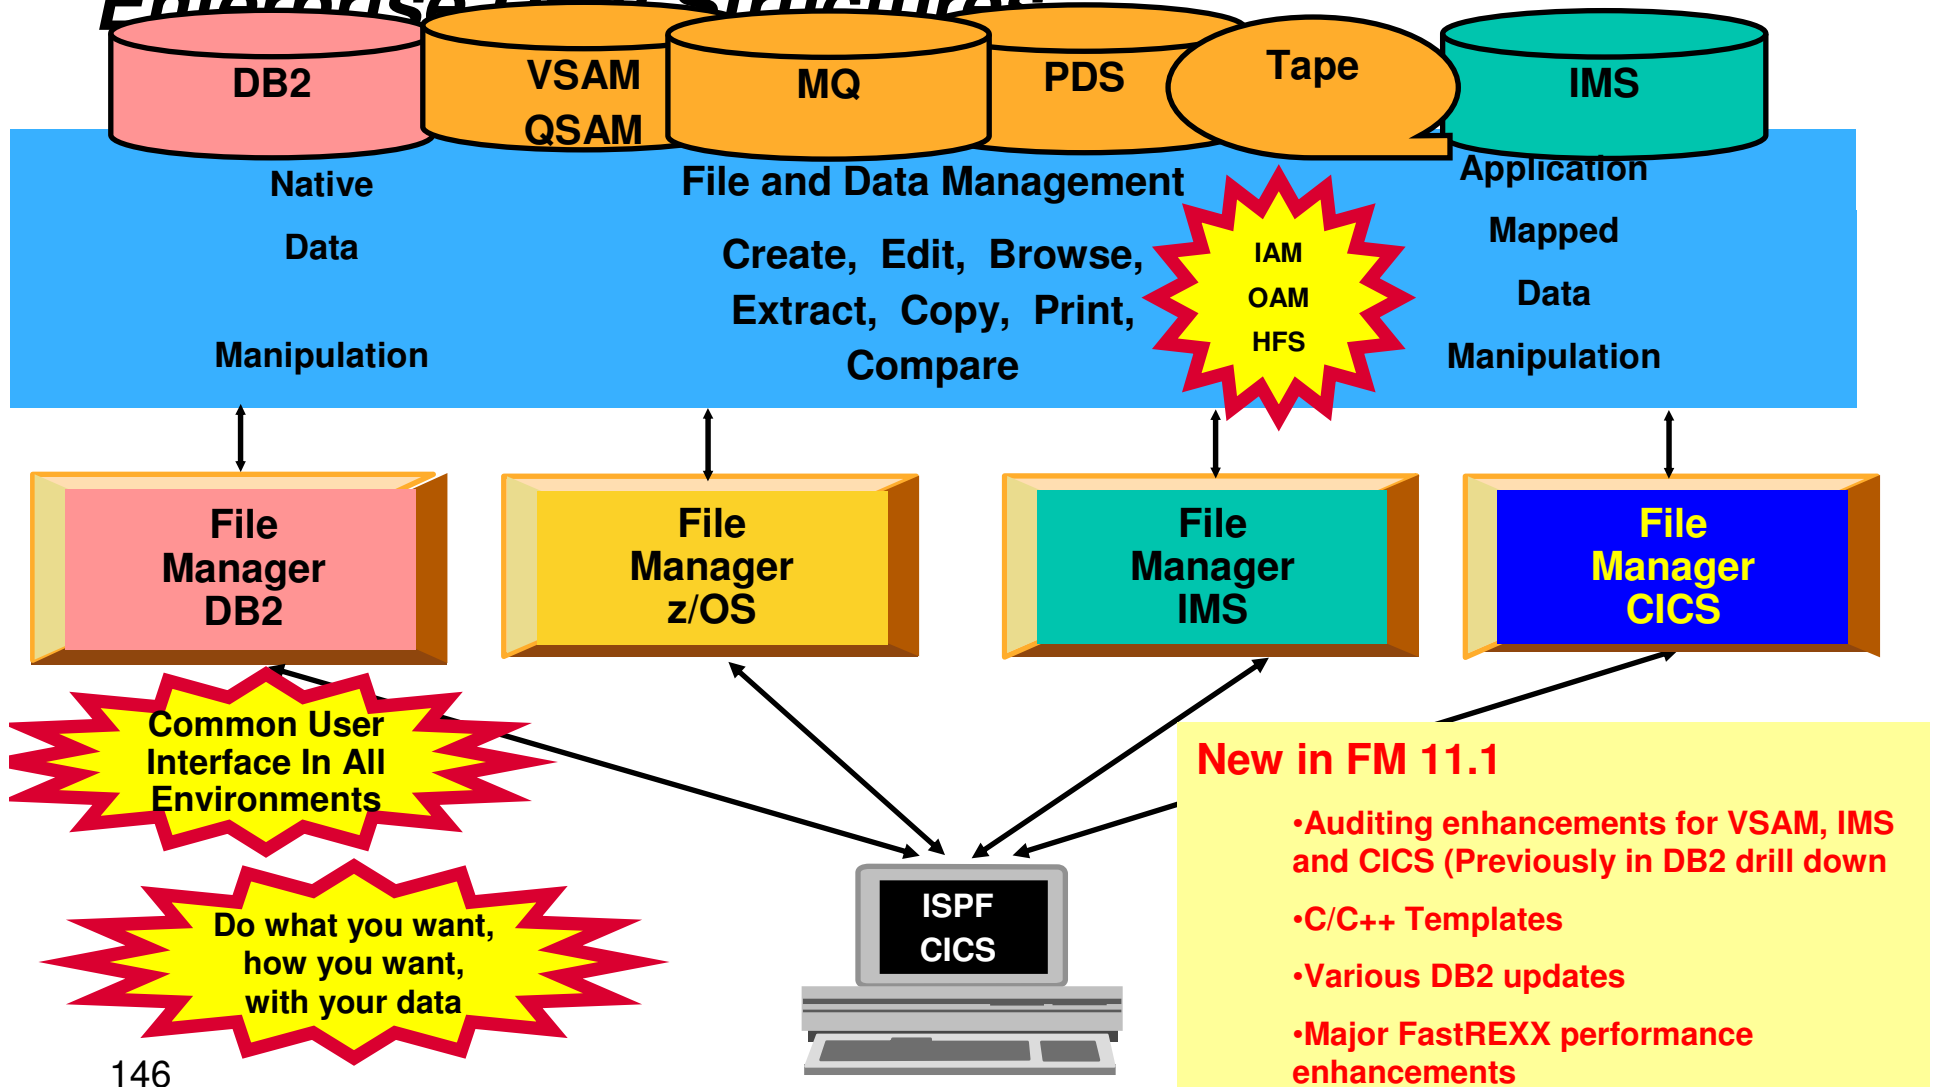 Enterprise Data Structures
DB2
VSAM
QSAM
MQ
PDS
Tape
IMS
Native
Data
Manipulation
File and Data Management
Create, Edit, Browse,
Extract, Copy, Print,
Compare
IAM
OAM
HFS
Application
Mapped
Data
Manipulation
File
Manager
DB2
File
Manager
z/OS
File
Manager
IMS
File
Manager
CICS
Common User
Interface In All
Environments
Do what you want,
how you want,
with your data
ISPF
CICS
New in FM 11.1
•Auditing enhancements for VSAM, IMS
and CICS (Previously in DB2 drill down
•C/C++ Templates
•Various DB2 updates
•Major FastREXX performance
enhancements
146